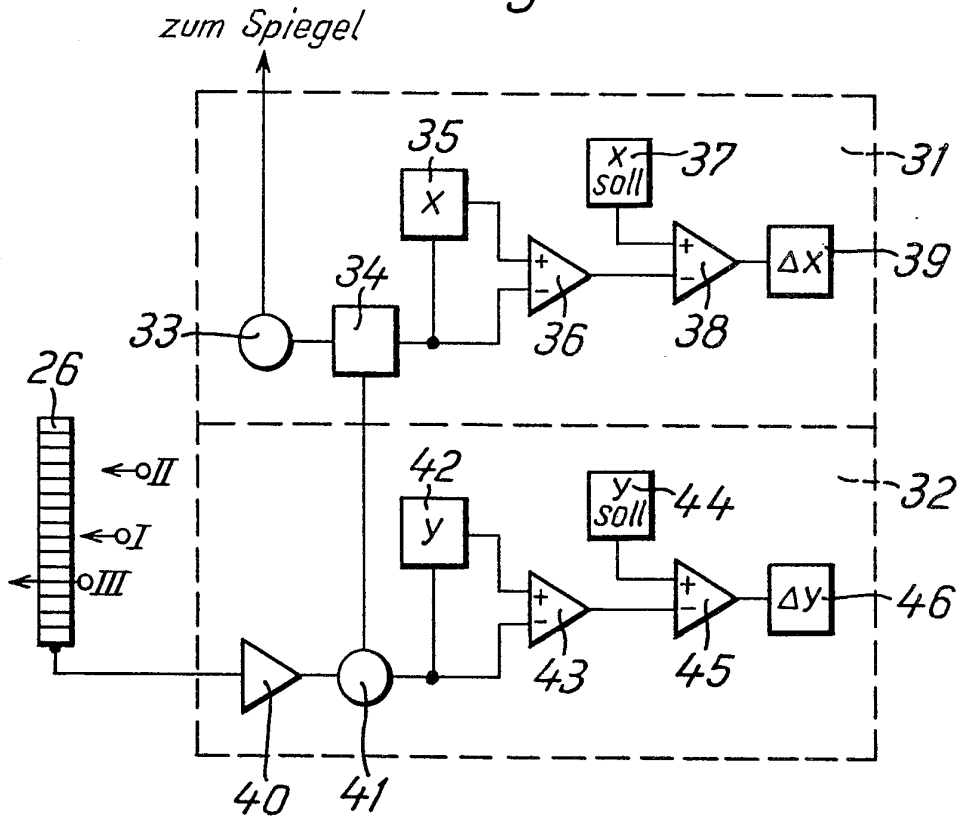 zum Spiegel
35
x
x
soll
37
31
+
-
36
+
-
38
Δx
39
34
33
26
II
I
III
42
y
y
soll
44
32
+
-
43
+
-
45
Δy
46
40
41